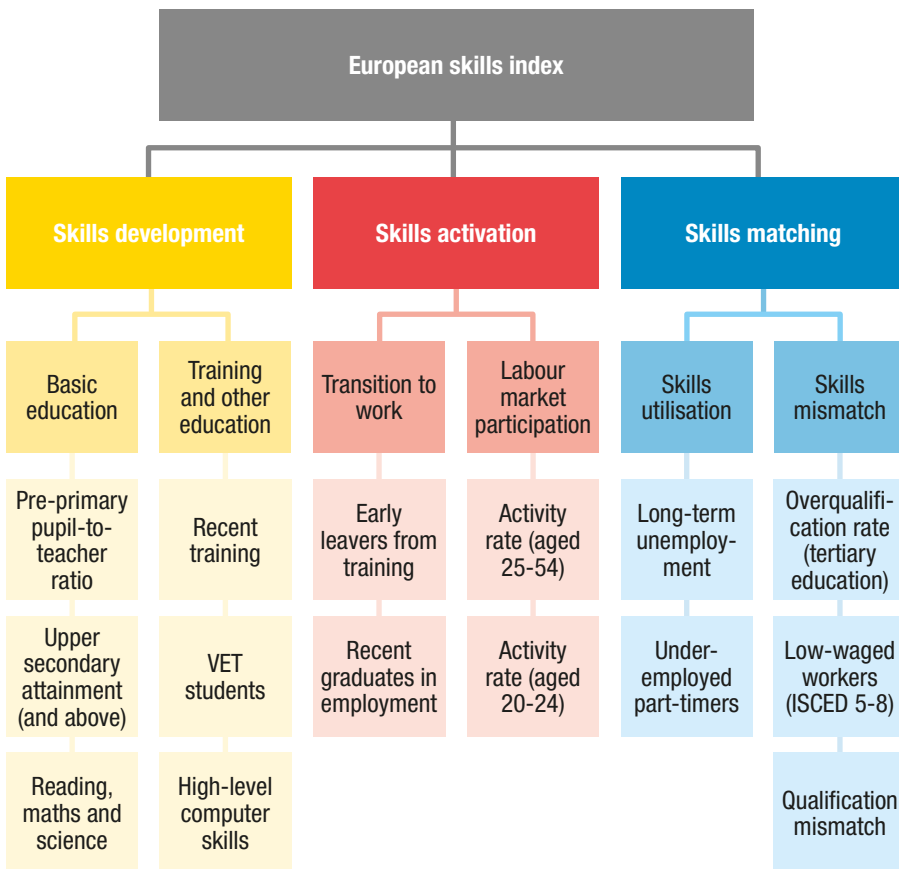 European skills index
Skills development
Skills activation
Skills matching
Basic
education
Training
and other
education
Transition to
work
Labour
market
participation
Skills
utilisation
Skills
mismatch
Pre-primary
pupil-to-
teacher
ratio
Recent
training
Early
leavers from
training
Activity
rate (aged
25-54)
Long-term
unemploy-
ment
Overqualifi-
cation rate
(tertiary
education)
Upper
secondary
attainment
(and above)
VET
students
Recent
graduates in
employment
Activity
rate (aged
20-24)
Under-
employed
part-timers
Low-waged
workers
(ISCED 5-8)
Reading,
maths and
science
High-level
computer
skills
Qualification
mismatch